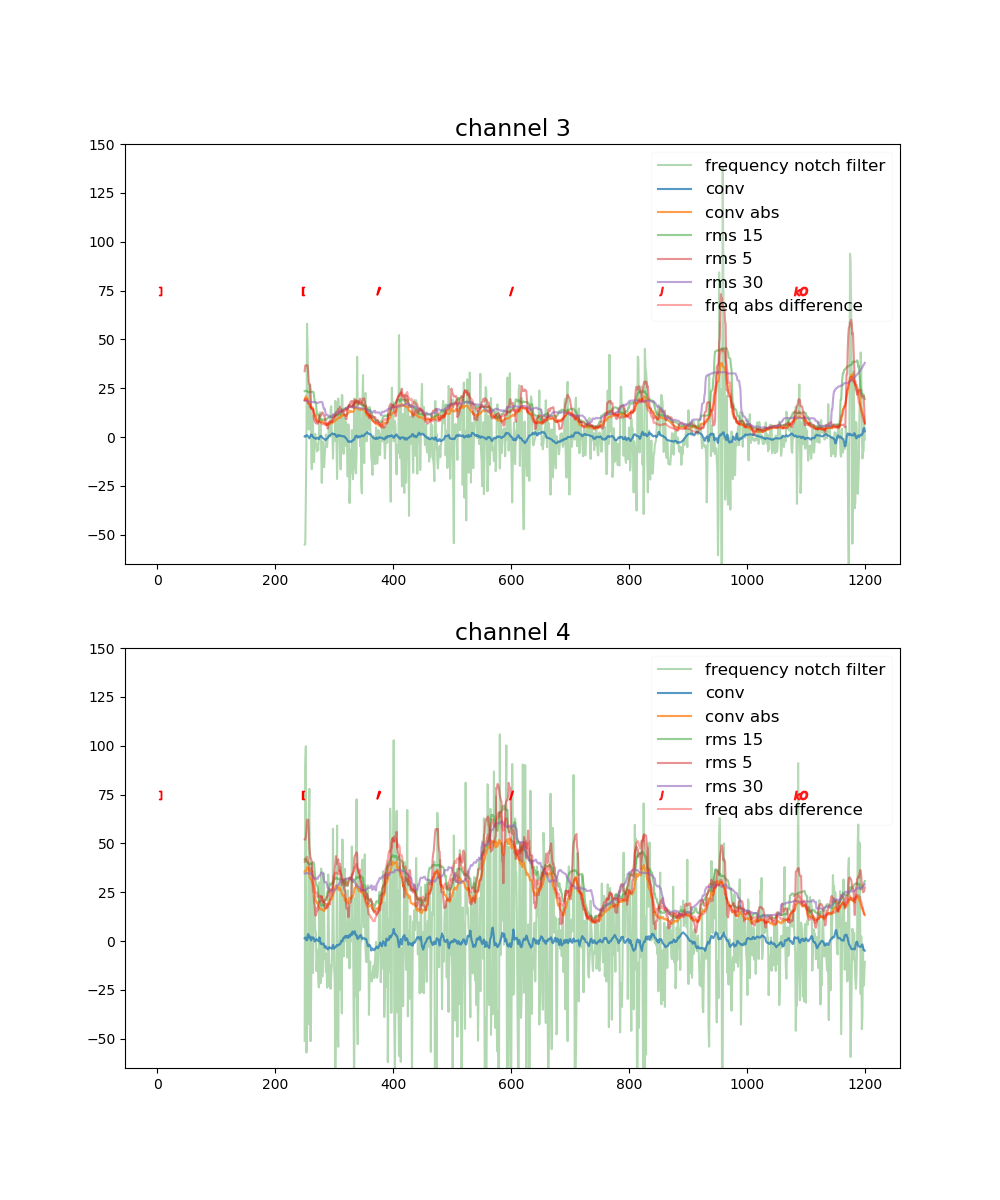 channel 3
150
125
100
75
50
25
0
−25
−50
frequency notch filter
conv
conv abs
rms 15
rms 5
rms 30
freq abs difference
0 200 400 600 800 1000 1200
channel 4
150
125
100
75
50
25
0
−25
−50
frequency notch filter
conv
conv abs
rms 15
rms 5
rms 30
freq abs difference
0 200 400 600 800 1000 1200